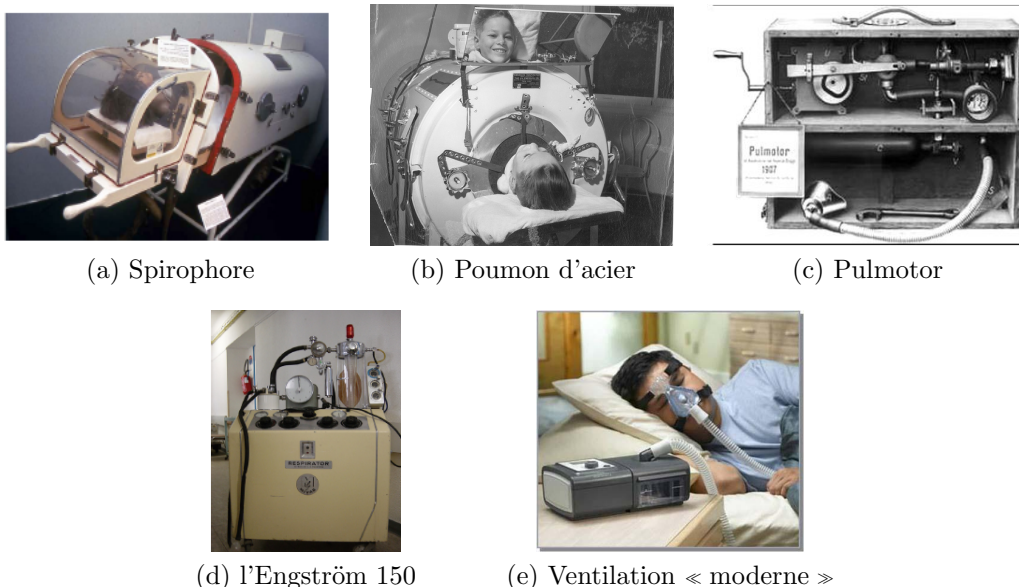 Pulmotor
1907
(a) Spirophore
(b) Poumon d'acier
(c) Pulmotor
RESPIRATOR
(d) l'Engström 150
(e) Ventilation « moderne »